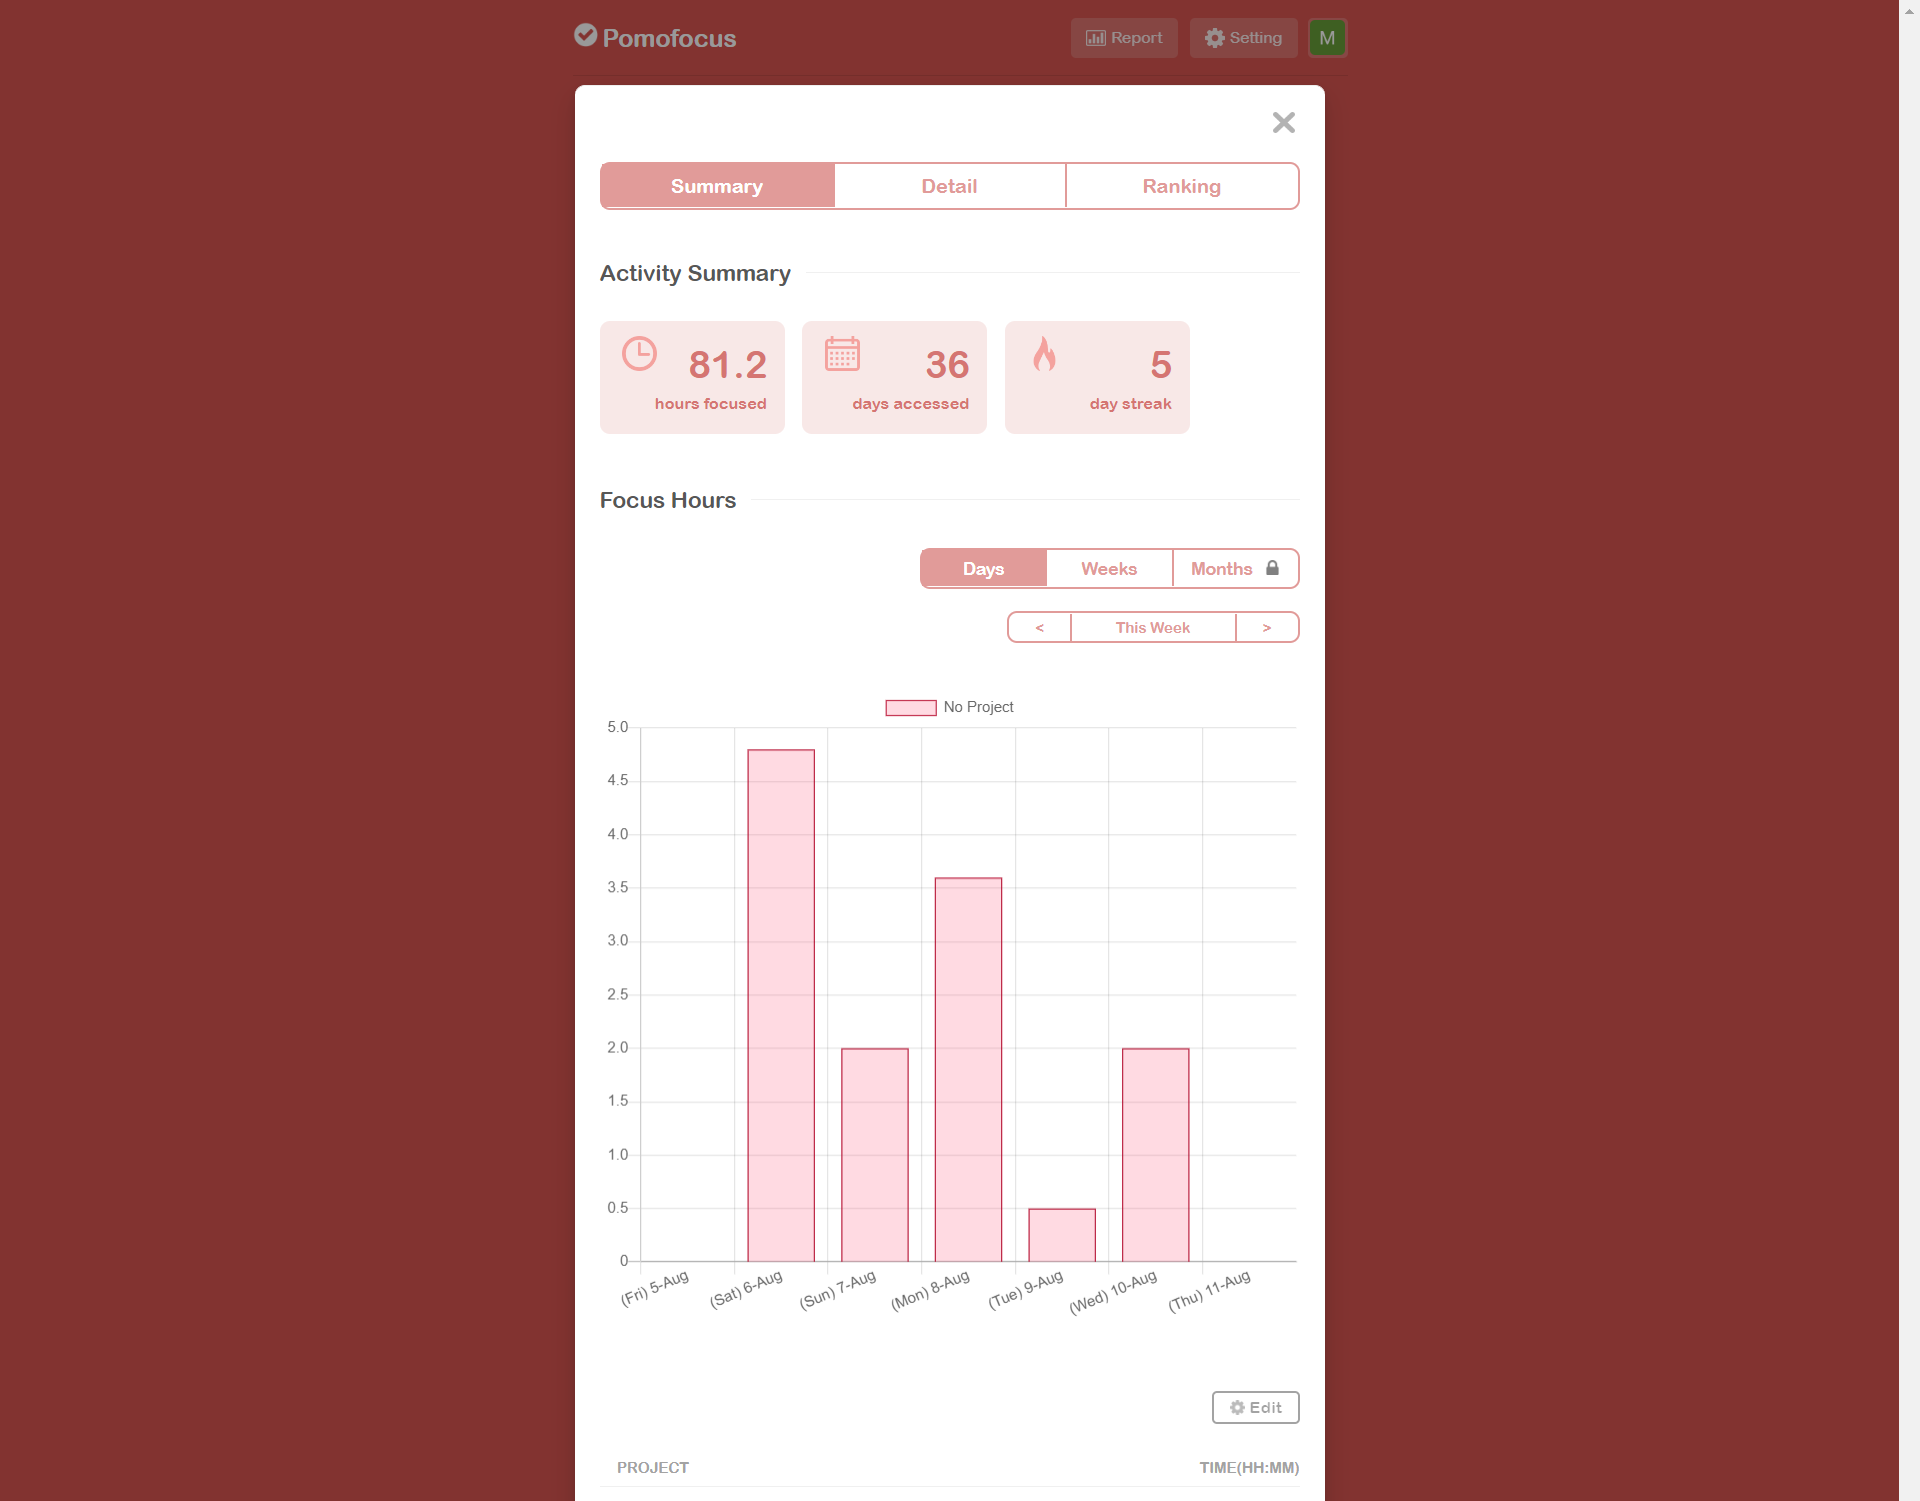 Pomofocus
Report
Setting
M
Summary
Detail
Ranking
Activity Summary
81.2
hours focused
36
days accessed
5
day streak
Focus Hours
Days
Weeks
Months
<
This Week
>
No Project
5.0
4.5
4.0
3.5
3.0
2.5
2.0
1.5
1.0
0.5
0
(Fri) 5-Aug
(Sat) 6-Aug
(Sun) 7-Aug
(Mon) 8-Aug
(Tue) 9-Aug
(Wed) 10-Aug
(Thu) 11-Aug
Edit
PROJECT
TIME(HH:MM)